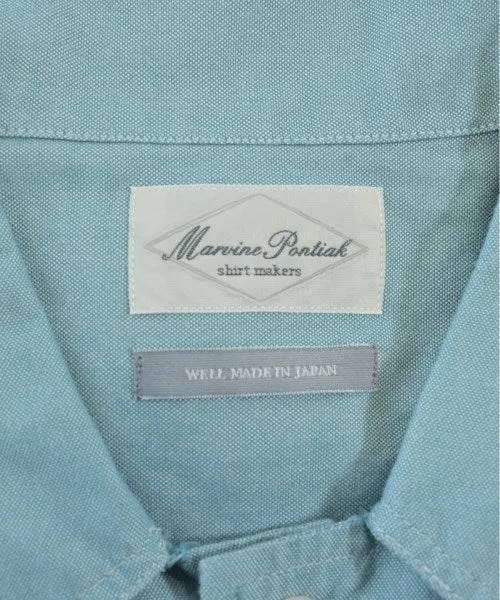 Marvine Pontiak
shirt makers
WELL MADE IN JAPAN